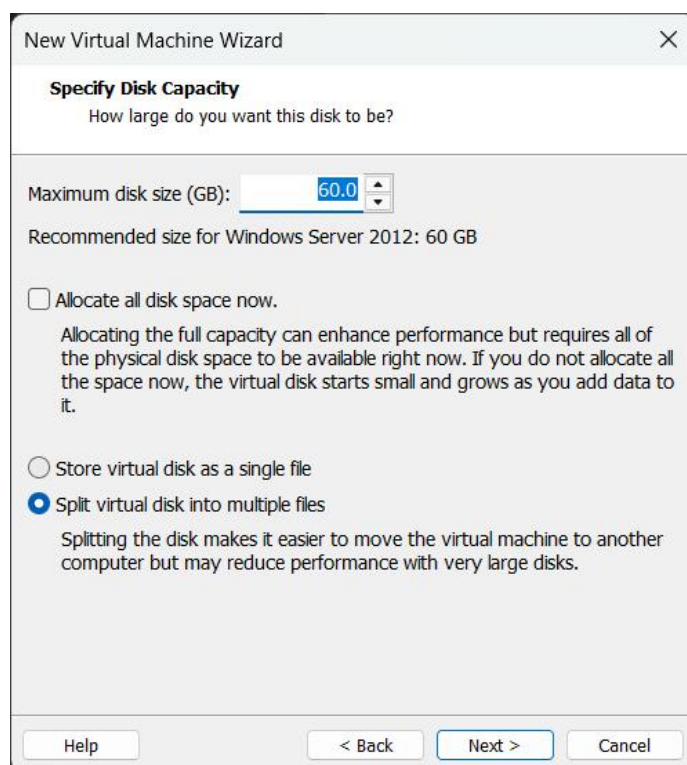 New Virtual Machine Wizard
Specify Disk Capacity
How large do you want this disk to be?
Maximum disk size (GB): 60.0
Recommended size for Windows Server 2012: 60 GB
Allocate all disk space now.
Allocating the full capacity can enhance performance but requires all of
the physical disk space to be available right now. If you do not allocate all
the space now, the virtual disk starts small and grows as you add data to
it.
Store virtual disk as a single file
Split virtual disk into multiple files
Splitting the disk makes it easier to move the virtual machine to another
computer but may reduce performance with very large disks.
Help < Back Next > Cancel